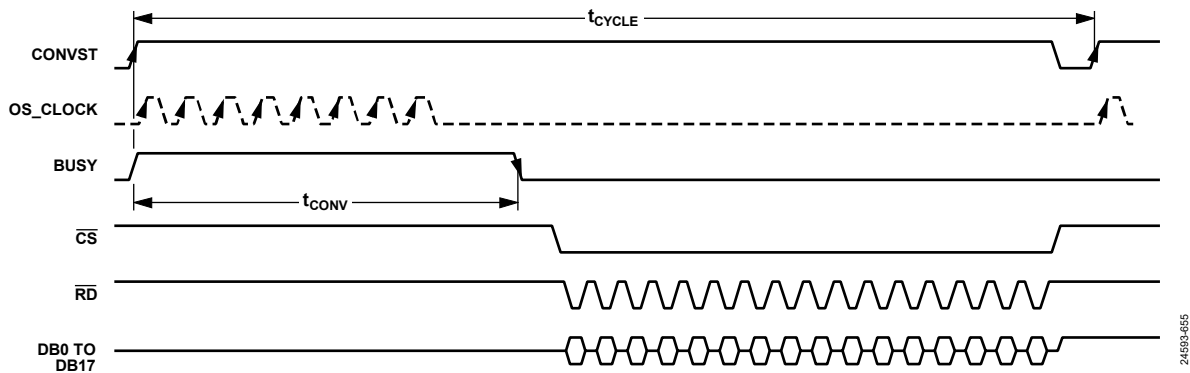 tCYCLE
CONVST
OS_CLOCK
BUSY
tCONV
CS
RD
DB0 TO
DB17
24593-655